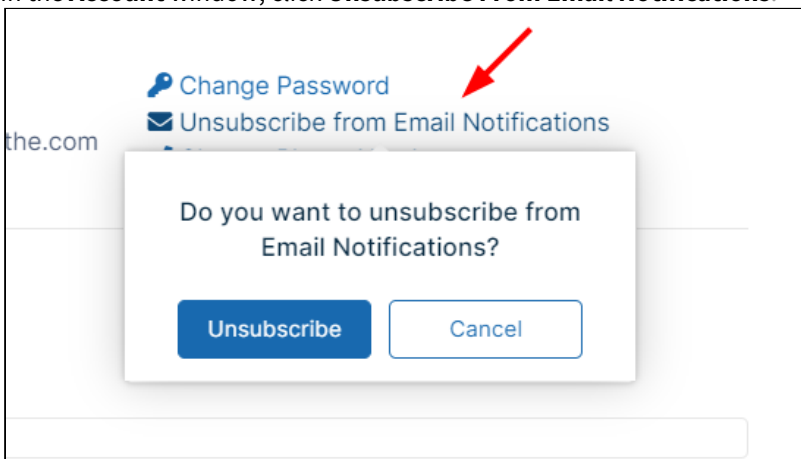 Change Password
Unsubscribe from Email Notifications
the.com
Do you want to unsubscribe from
Email Notifications?
Unsubscribe
Cancel